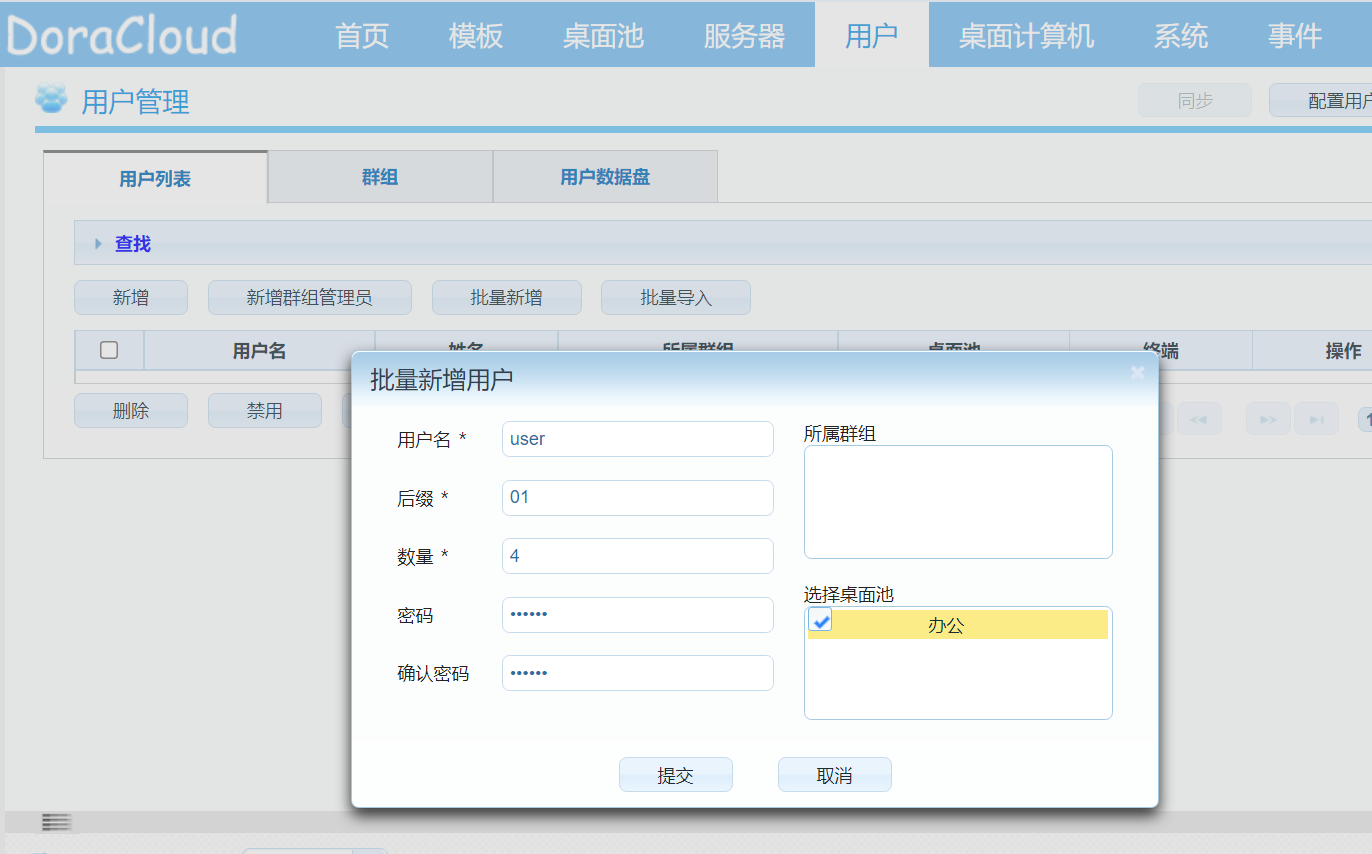 DoraCloud 首页 模板 桌面池 服务器 用户 桌面计算机 系统 事件
用户管理 同步 配置用户
用户列表 群组 用户数据盘
查找
新增 新增群组管理员 批量新增 批量导入
用户名 姓名 所属群组 桌面池 终端 操作
删除 禁用
批量新增用户
用户名 * user
后缀 * 01
数量 * 4
密码 ••••••
确认密码 ••••••
所属群组
选择桌面池
办公
提交 取消